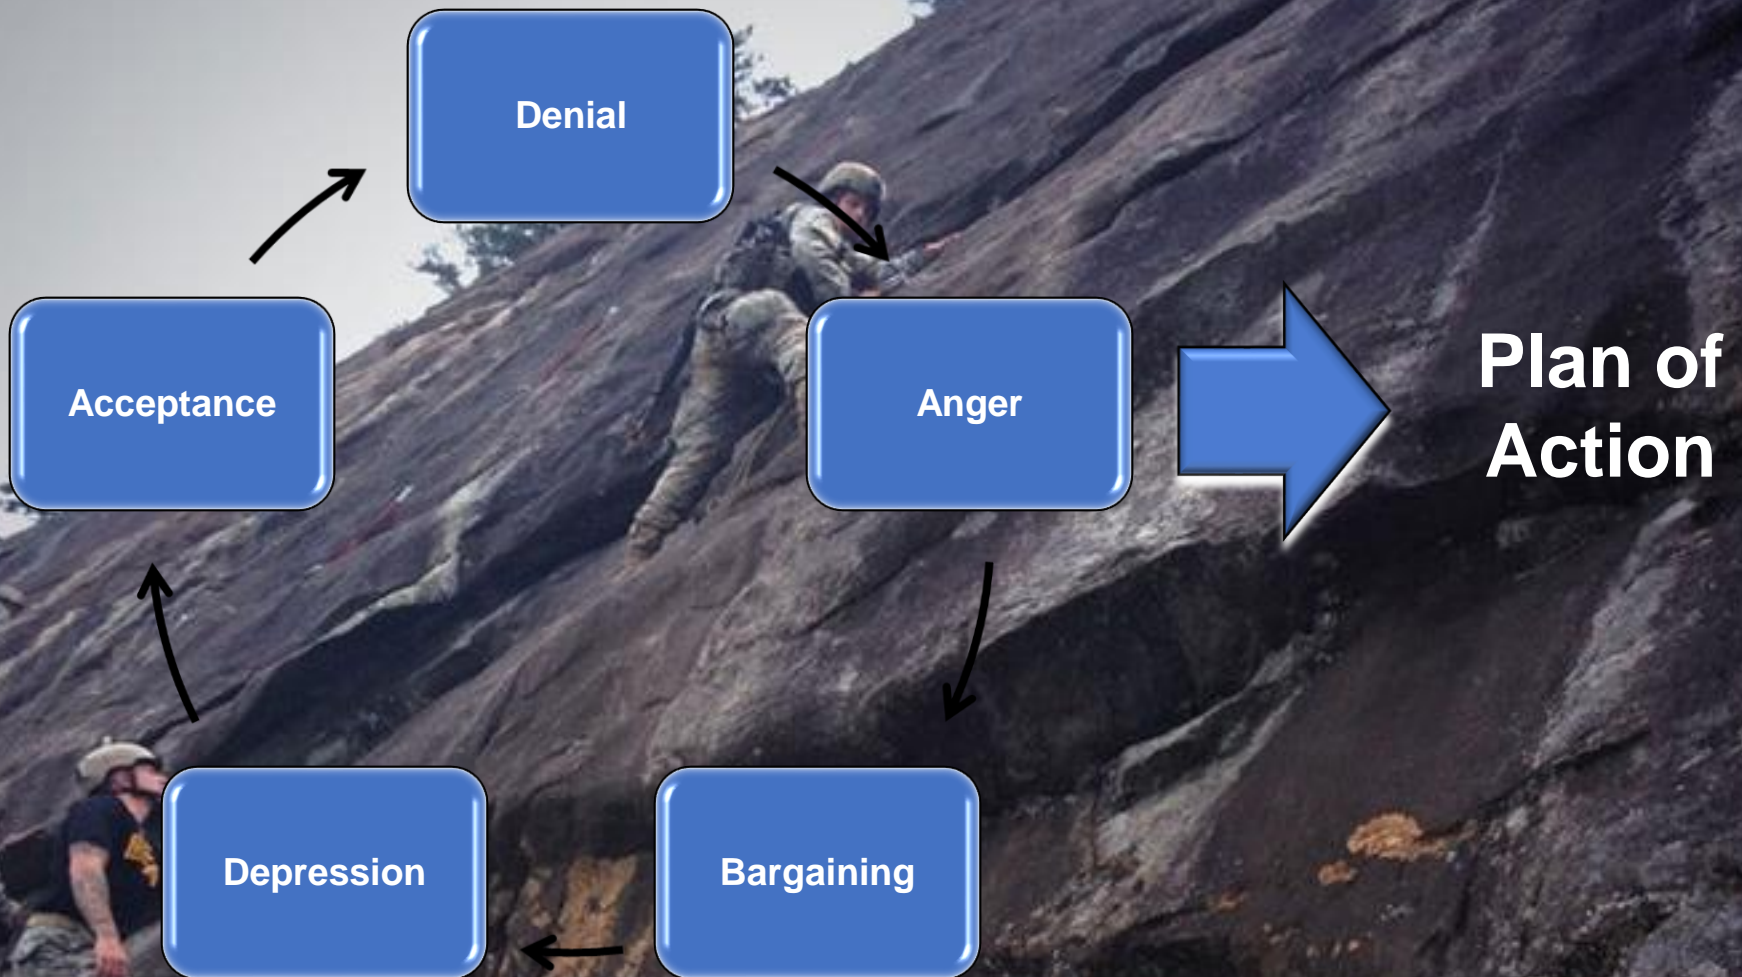 Denial
Acceptance
Anger
Plan of
Action
Depression
Bargaining